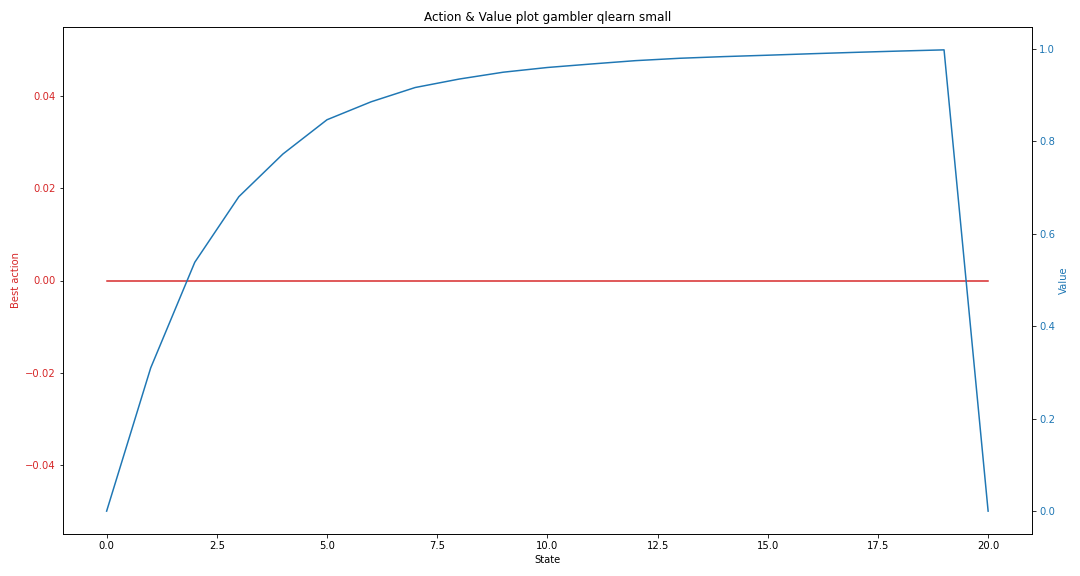 Action & Value plot gambler qlearn small
0.04
0.02
0.00
−0.02
−0.04
Best action
1.0
0.8
0.6
0.4
0.2
0.0
Value
0.0 2.5 5.0 7.5 10.0 12.5 15.0 17.5 20.0
State